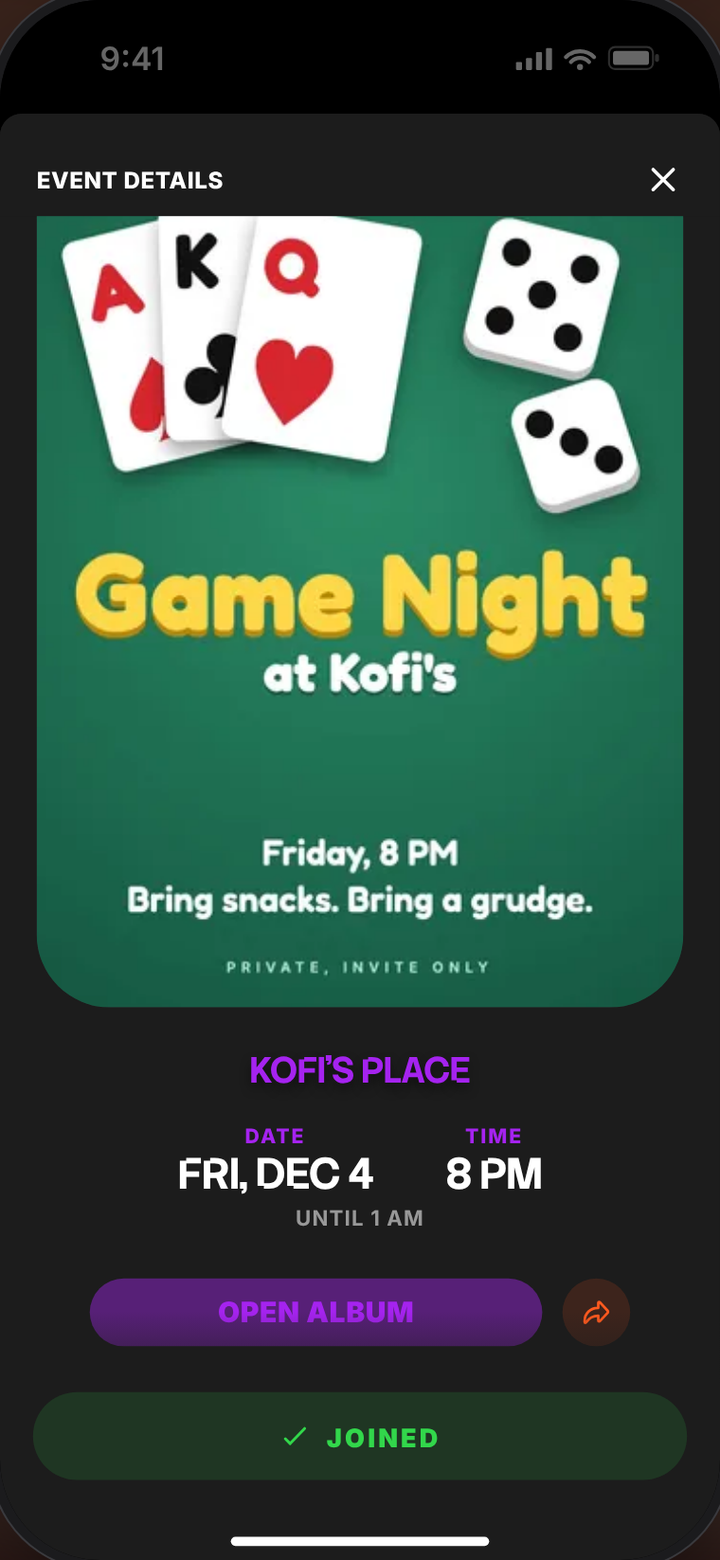 9:41
EVENT DETAILS
A
K
Q
Game Night
at Kofi's
Friday, 8 PM
Bring snacks. Bring a grudge.
PRIVATE, INVITE ONLY
KOFI’S PLACE
DATE TIME
FRI, DEC 4 8 PM
UNTIL 1 AM
OPEN ALBUM
JOINED